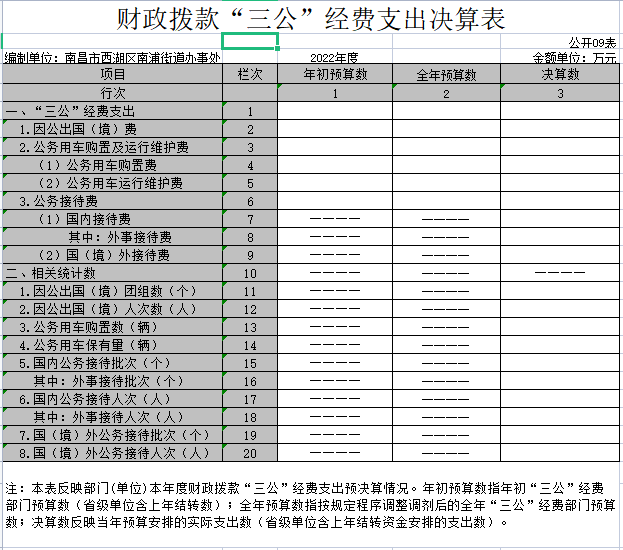 财政拨款“三公”经费支出决算表
公开09表
编制单位：南昌市西湖区南浦街道办事处 2022年度 金额单位：万元
项目 栏次 年初预算数 全年预算数 决算数
行次 1 2 3
一、“三公”经费支出 1
1.因公出国（境）费 2
2.公务用车购置及运行维护费 3
（1）公务用车购置费 4
（2）公务用车运行维护费 5
3.公务接待费 6
（1）国内接待费 7 ———— ————
其中：外事接待费 8 ———— ————
（2）国（境）外接待费 9 ———— ————
二、相关统计数 10 ———— ———— ————
1.因公出国（境）团组数（个） 11 ———— ————
2.因公出国（境）人次数（人） 12 ———— ————
3.公务用车购置数（辆） 13 ———— ————
4.公务用车保有量（辆） 14 ———— ————
5.国内公务接待批次（个） 15 ———— ————
其中：外事接待批次（个） 16 ———— ————
6.国内公务接待人次（人） 17 ———— ————
其中：外事接待人次（人） 18 ———— ————
7.国（境）外公务接待批次（个） 19 ———— ————
8.国（境）外公务接待人次（人） 20 ———— ————
注：本表反映部门(单位)本年度财政拨款“三公”经费支出预决算情况。年初预算数指年初“三公”经费
部门预算数（省级单位含上年结转数）；全年预算数指按规定程序调整调剂后的全年“三公”经费部门预算
数；决算数反映当年预算安排的实际支出数（省级单位含上年结转资金安排的支出数）。